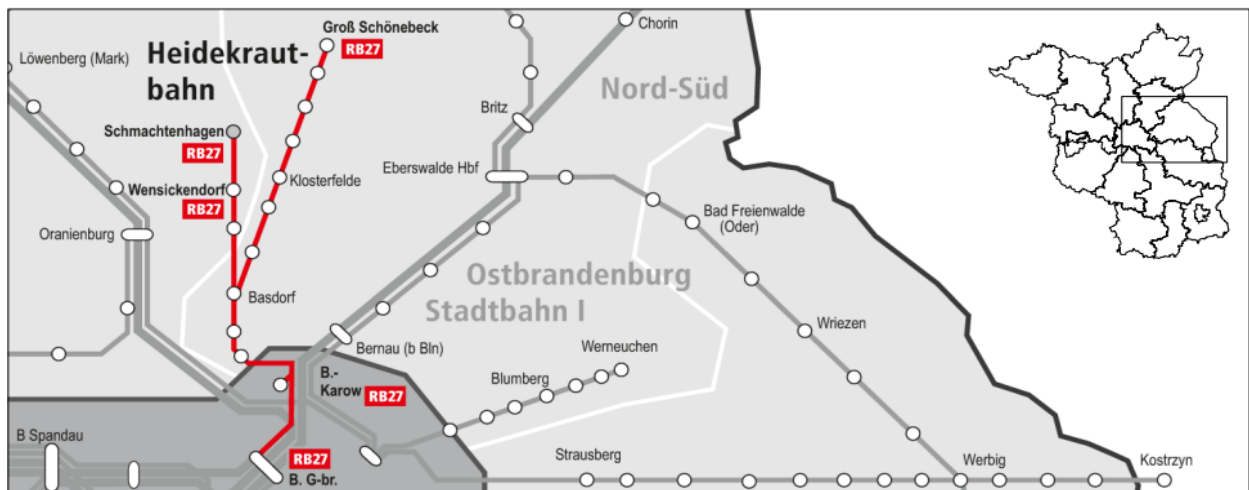 Groß Schönebeck
RB27
Chorin
Löwenberg (Mark)
Heidekraut-
bahn
Nord-Süd
Britz
Schmachtenhagen
RB27
Eberswalde Hbf
Klosterfelde
Wensickendorf
RB27
Bad Freienwalde
(Oder)
Oranienburg
Ostbrandenburg
Stadtbahn I
Basdorf
Wriezen
Bernau (b Bln)
Werneuchen
B.-
Karow
RB27
Blumberg
B Spandau
RB27
B. G-br.
Strausberg
Werbig
Kostrzyn